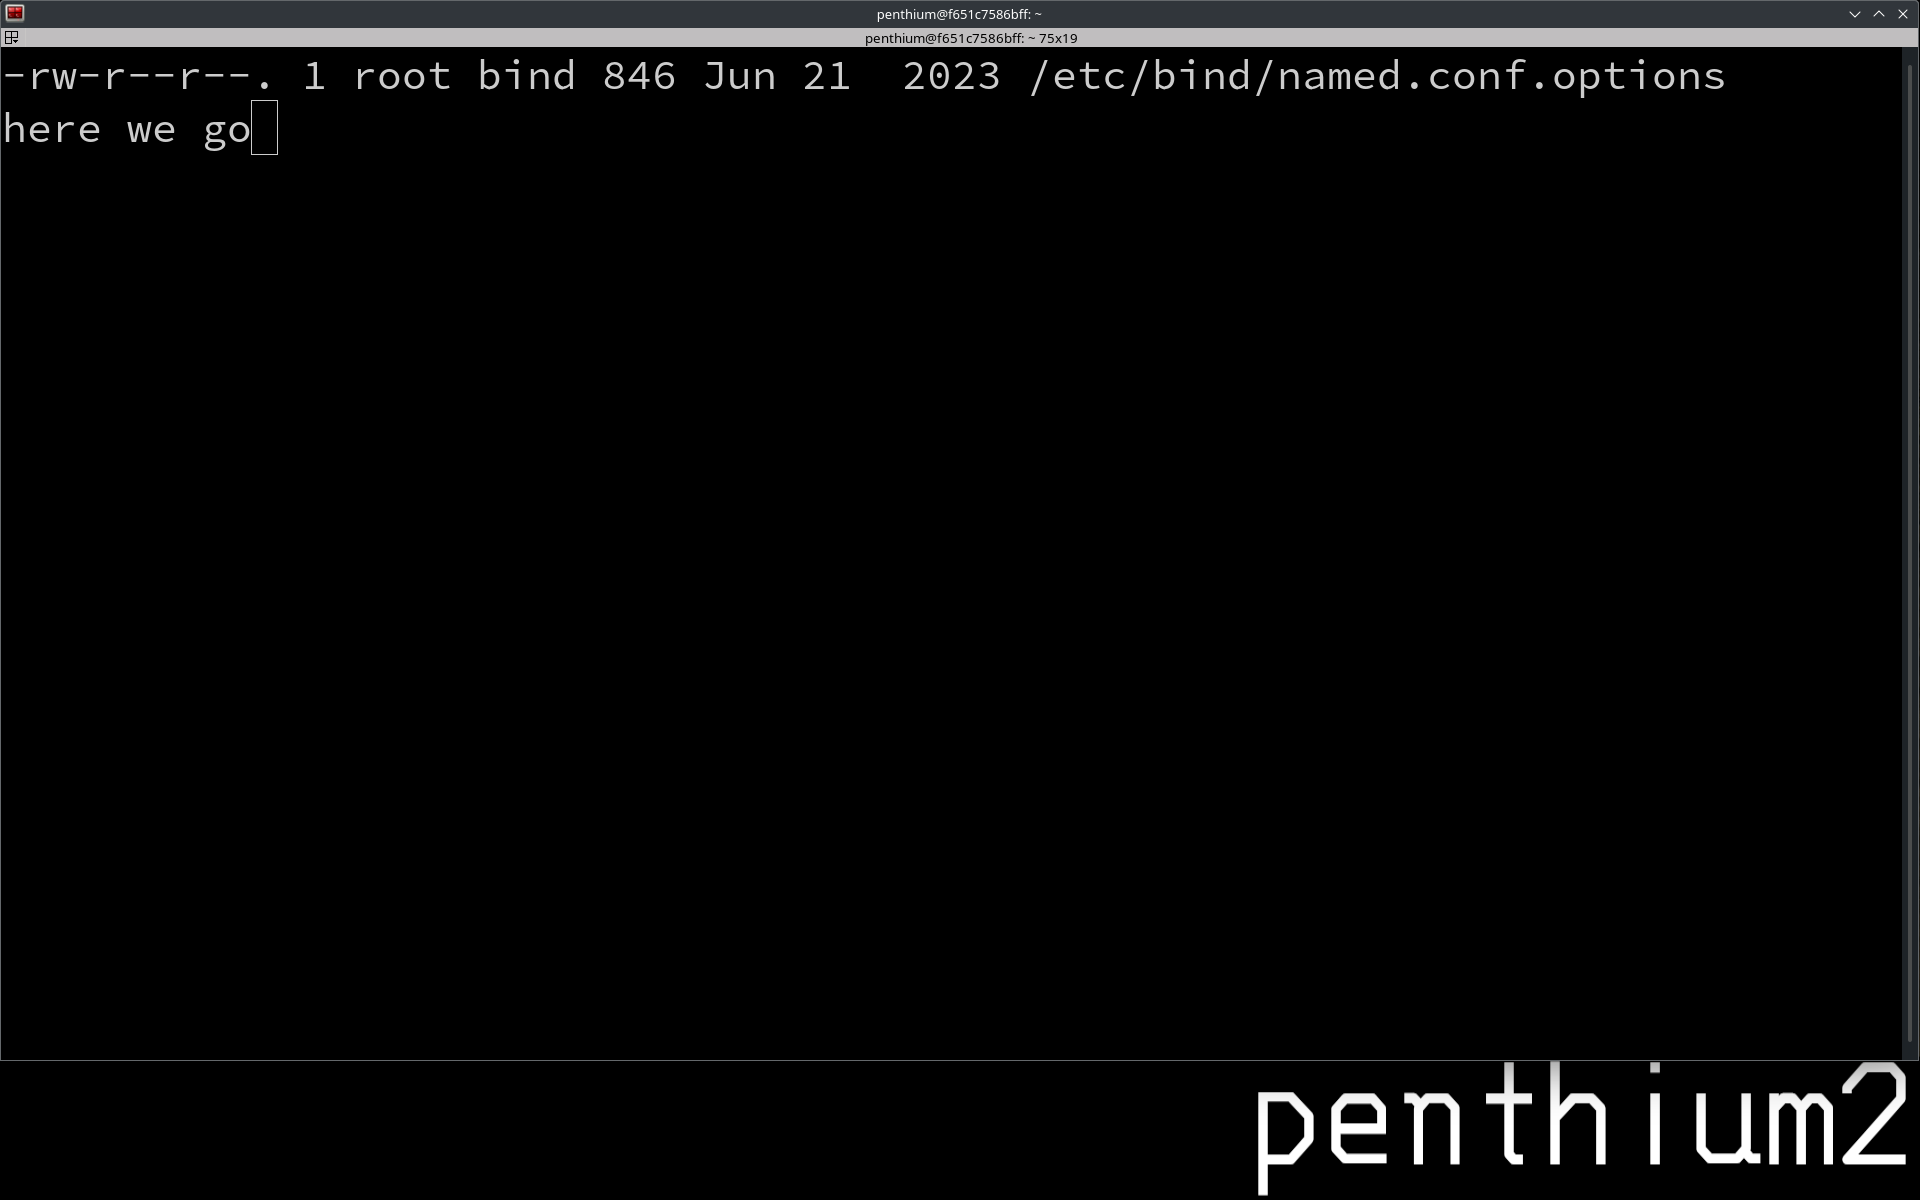 penthium@f651c7586bff: ~
penthium@f651c7586bff: ~ 75x19
-rw-r--r--. 1 root bind 846 Jun 21  2023 /etc/bind/named.conf.options
here we go
penthium2